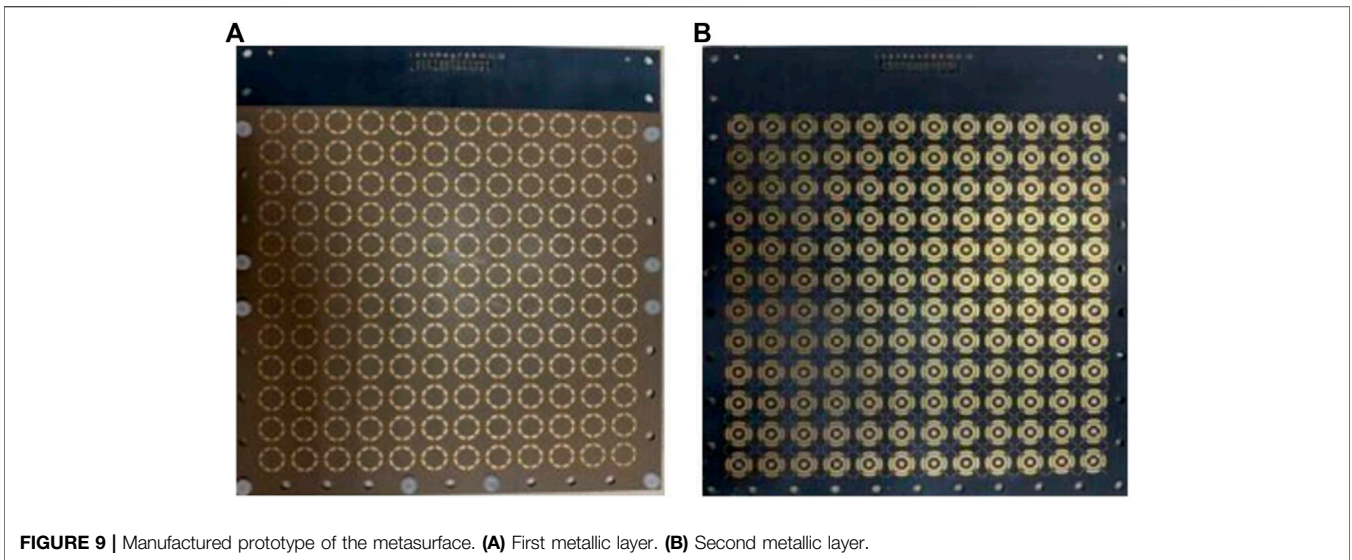 A
B
FIGURE 9 | Manufactured prototype of the metasurface. (A) First metallic layer. (B) Second metallic layer.